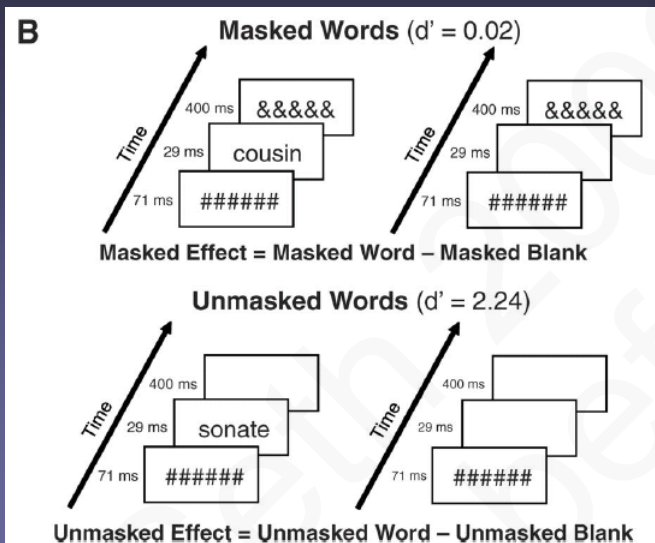 B
Masked Words (d' = 0.02)
400 ms &&&&& 400 ms &&&&&
29 ms cousin 29 ms
71 ms ###### 71 ms ######
Time Time
Masked Effect = Masked Word – Masked Blank
Unmasked Words (d' = 2.24)
400 ms 400 ms
29 ms sonate 29 ms
71 ms ###### 71 ms ######
Time Time
Unmasked Effect = Unmasked Word – Unmasked Blank